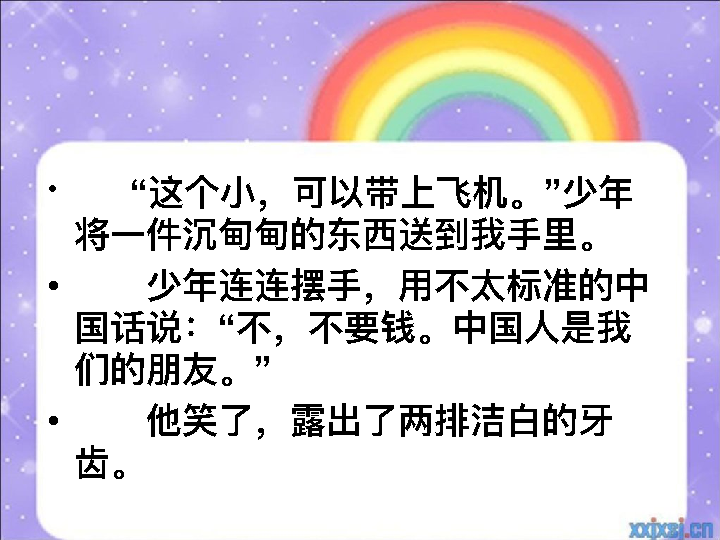 • “这个小，可以带上飞机。”少年
将一件沉甸甸的东西送到我手里。
• 少年连连摆手，用不太标准的中
国话说：“不，不要钱。中国人是我
们的朋友。”
• 他笑了，露出了两排洁白的牙
齿。
xxjxsj.cn